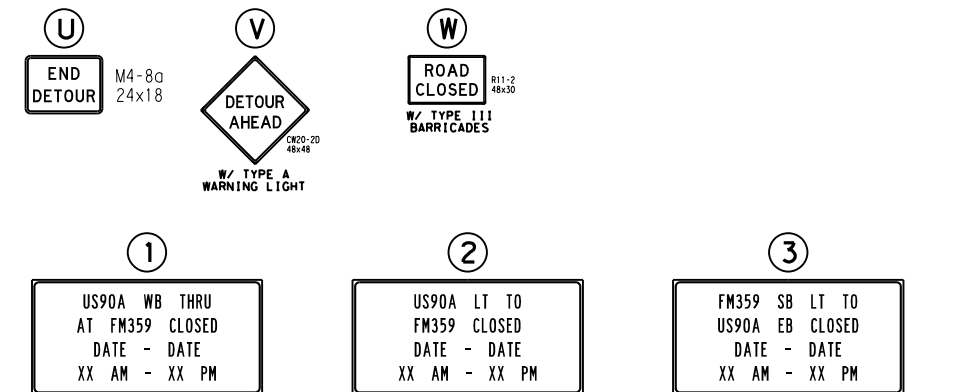 U
END
DETOUR
M4-8a
24x18
V
DETOUR
AHEAD
CW20-2D
48x48
W/ TYPE A
WARNING LIGHT
W
ROAD
CLOSED
R11-2
48x30
W/ TYPE III
BARRICADES
1
US90A WB THRU
AT FM359 CLOSED
DATE - DATE
XX AM - XX PM
2
US90A LT TO
FM359 CLOSED
DATE - DATE
XX AM - XX PM
3
FM359 SB LT TO
US90A EB CLOSED
DATE - DATE
XX AM - XX PM